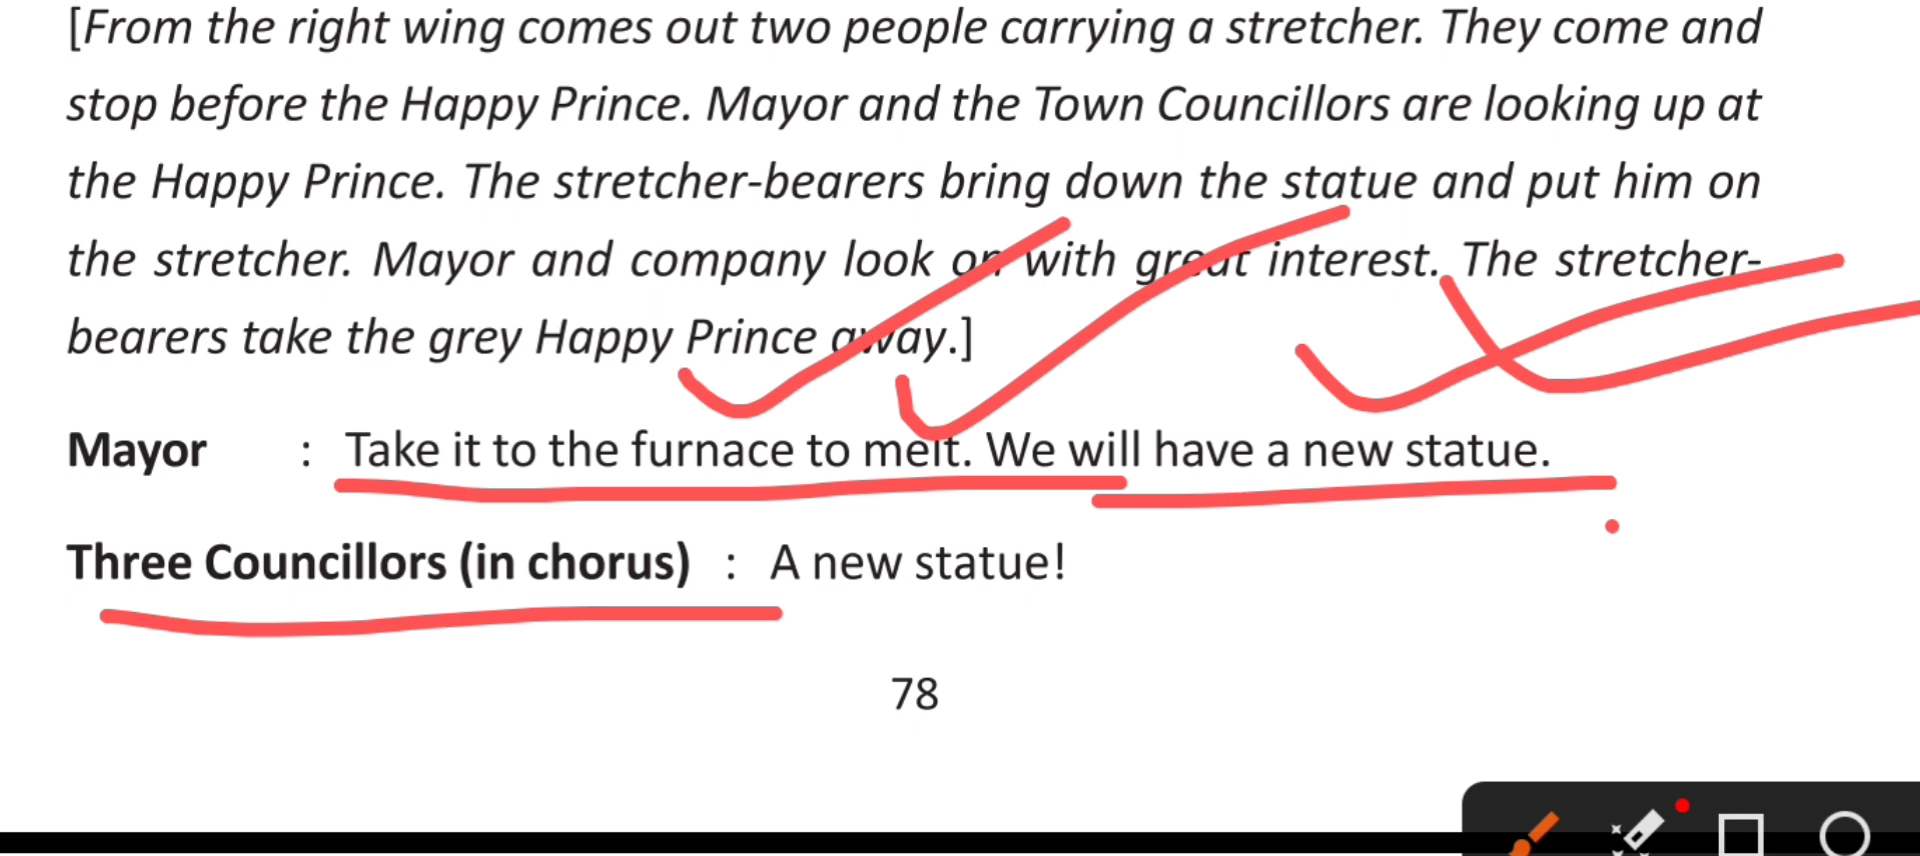 [From the right wing comes out two people carrying a stretcher. They come and
stop before the Happy Prince. Mayor and the Town Councillors are looking up at
the Happy Prince. The stretcher-bearers bring down the statue and put him on
the stretcher. Mayor and company look on with great interest. The stretcher-
bearers take the grey Happy Prince away.]
Mayor : Take it to the furnace to melt. We will have a new statue.
Three Councillors (in chorus) : A new statue!
78